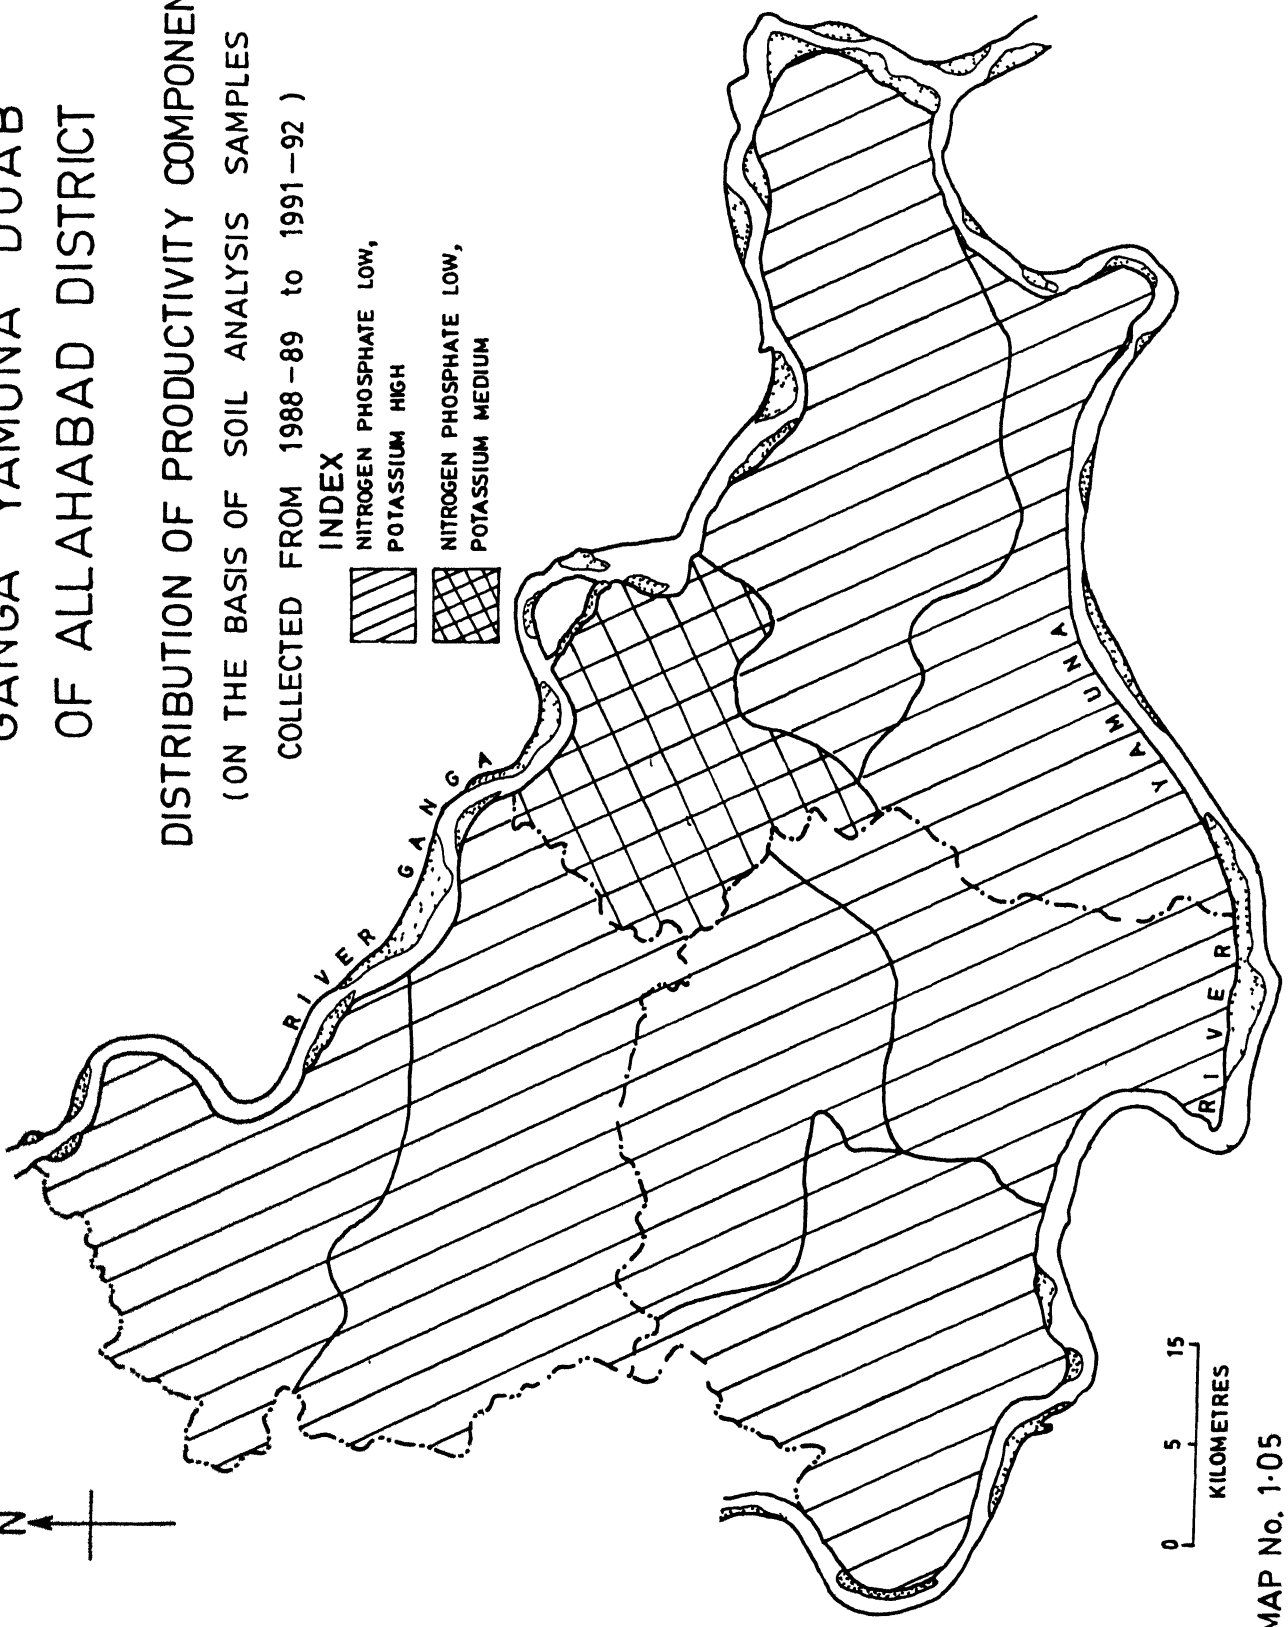 GANGA YAMUNA DOAB
OF ALLAHABAD DISTRICT
DISTRIBUTION OF PRODUCTIVITY COMPONEN
(ON THE BASIS OF SOIL ANALYSIS SAMPLES
COLLECTED FROM 1988-89 to 1991-92)
INDEX
NITROGEN PHOSPHATE LOW,
POTASSIUM HIGH
NITROGEN PHOSPHATE LOW,
POTASSIUM MEDIUM
N
RIVER GANGA
RIVER YAMUNA
0 5 15
KILOMETRES
MAP No. 1·05